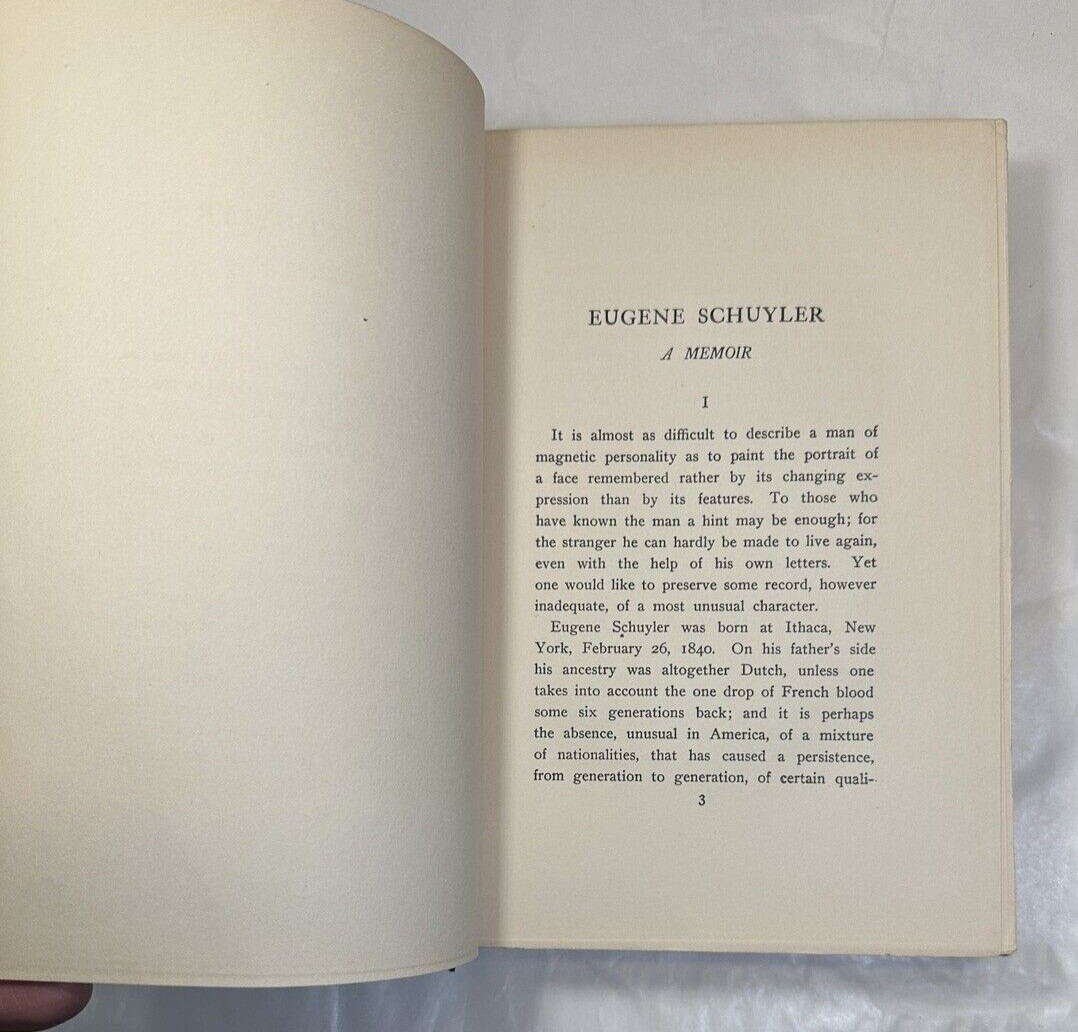 EUGENE SCHUYLER
A MEMOIR
I
It is almost as difficult to describe a man of
magnetic personality as to paint the portrait of
a face remembered rather by its changing ex-
pression than by its features. To those who
have known the man a hint may be enough; for
the stranger he can hardly be made to live again,
even with the help of his own letters. Yet
one would like to preserve some record, however
inadequate, of a most unusual character.
Eugene Schuyler was born at Ithaca, New
York, February 26, 1840. On his father's side
his ancestry was altogether Dutch, unless one
takes into account the one drop of French blood
some six generations back; and it is perhaps
the absence, unusual in America, of a mixture
of nationalities, that has caused a persistence,
from generation to generation, of certain quali-
3